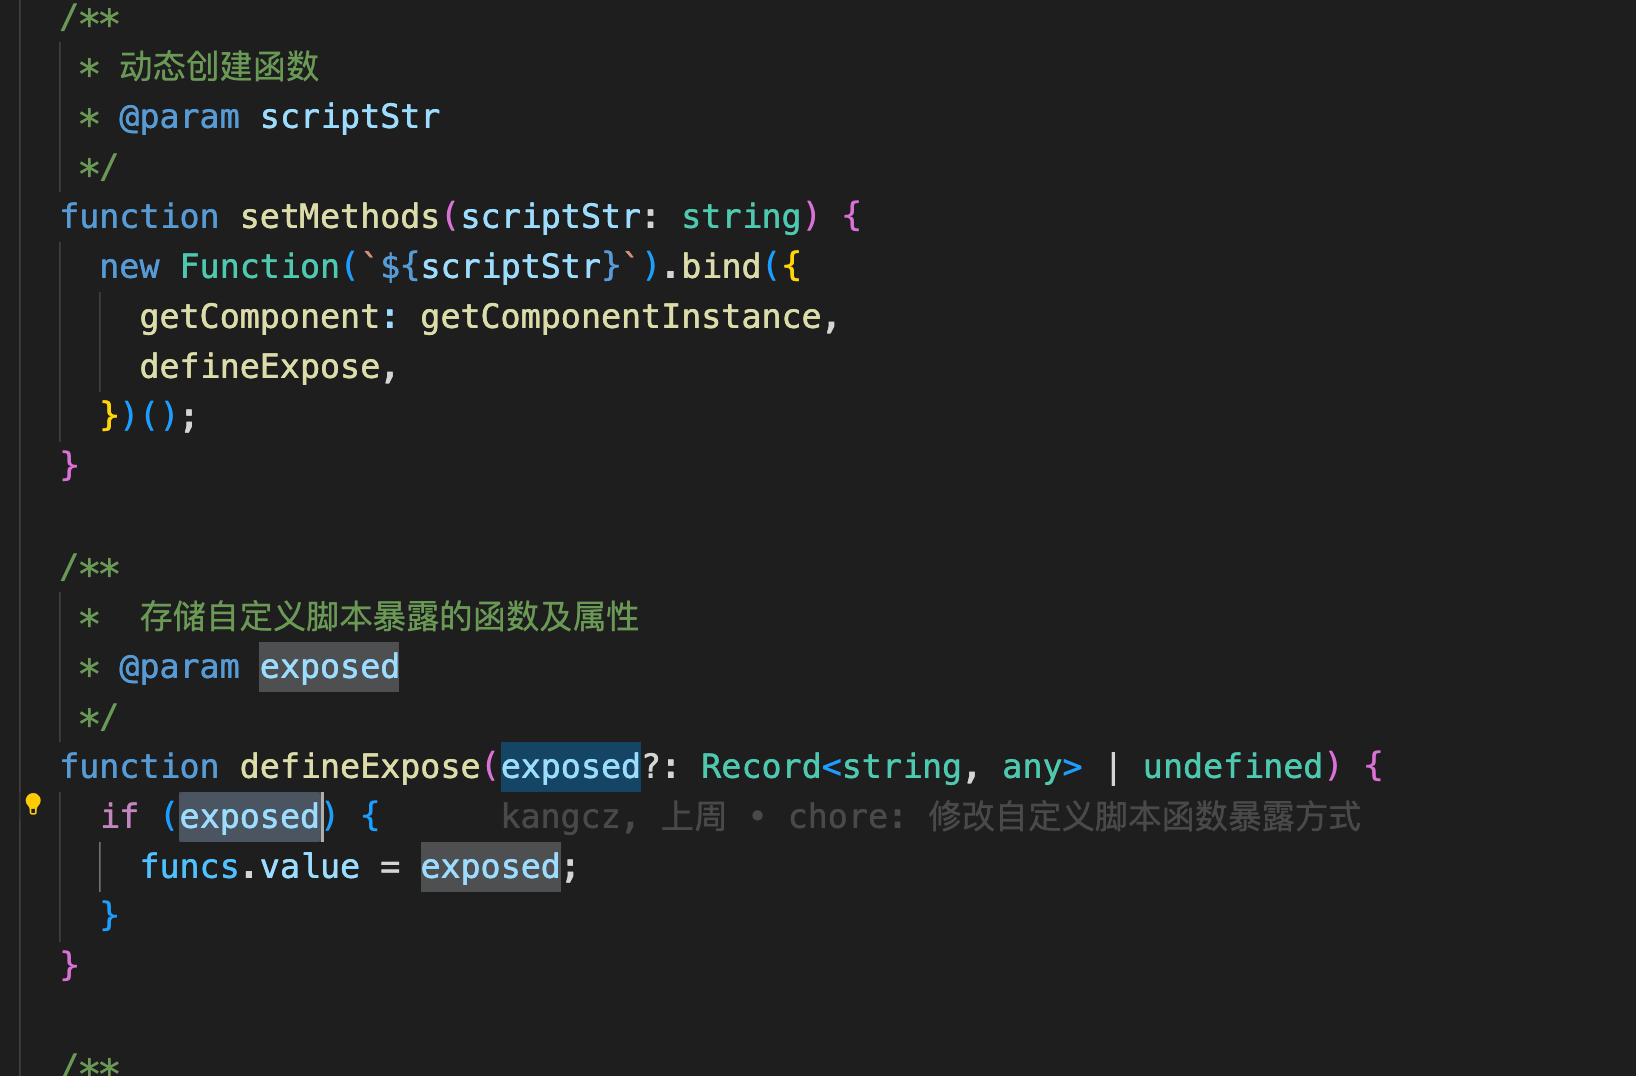 /**
 * 动态创建函数
 * @param scriptStr
 */
function setMethods(scriptStr: string) {
  new Function(`${scriptStr}`).bind({
    getComponent: getComponentInstance,
    defineExpose,
  })();
}
/**
 *  存储自定义脚本暴露的函数及属性
 * @param exposed
 */
function defineExpose(exposed?: Record<string, any> | undefined) {
  if (exposed) {      kangcz, 上周 • chore: 修改自定义脚本函数暴露方式
    funcs.value = exposed;
  }
}
/**